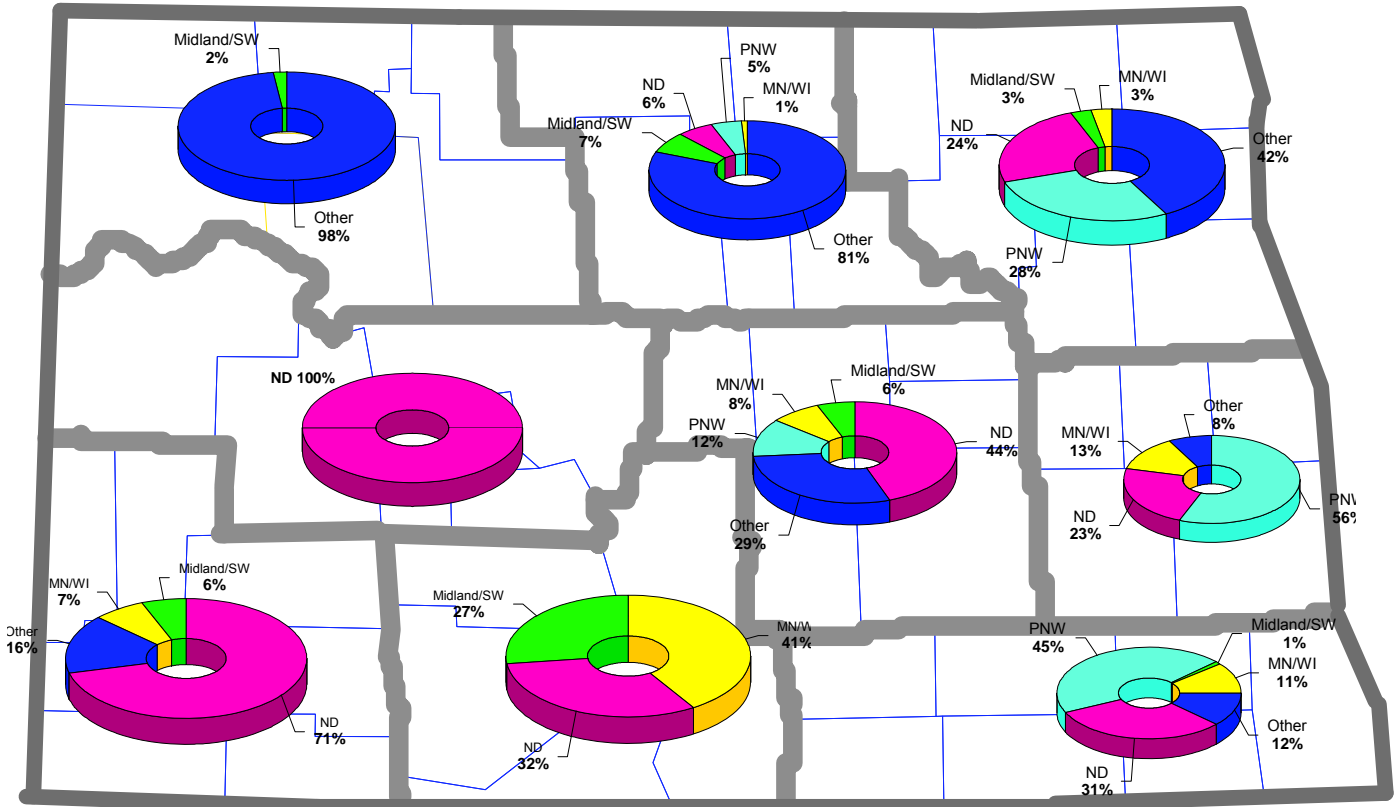 Midland/SW
2%
Other
98%
PNW
5%
ND
6%
MN/WI
1%
Midland/SW
7%
Other
81%
Midland/SW
3%
MN/WI
3%
ND
24%
Other
42%
PNW
28%
ND 100%
Midland/SW
6%
MN/WI
8%
PNW
12%
ND
44%
Other
29%
Other
8%
MN/WI
13%
ND
23%
PNW
56%
Midland/SW
6%
MN/WI
7%
Other
16%
ND
71%
Midland/SW
27%
MN/W
41%
ND
32%
PNW
45%
Midland/SW
1%
MN/WI
11%
Other
12%
ND
31%